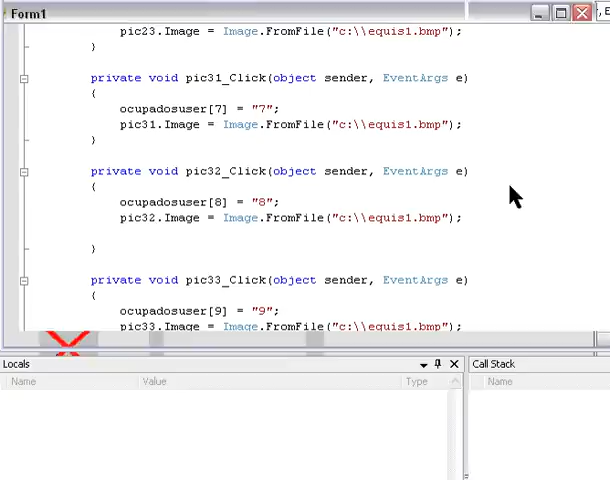 Form1
, E
pic23.Image = Image.FromFile("c:\\equis1.bmp");
}
private void pic31_Click(object sender, EventArgs e)
{
ocupadosuser[7] = "7";
pic31.Image = Image.FromFile("c:\\equis1.bmp");
}
private void pic32_Click(object sender, EventArgs e)
{
ocupadosuser[8] = "8";
pic32.Image = Image.FromFile("c:\\equis1.bmp");
}
private void pic33_Click(object sender, EventArgs e)
{
ocupadosuser[9] = "9";
pic33.Image = Image.FromFile("c:\\equis1.bmp");
Locals
Call Stack
Name Value Type
Name